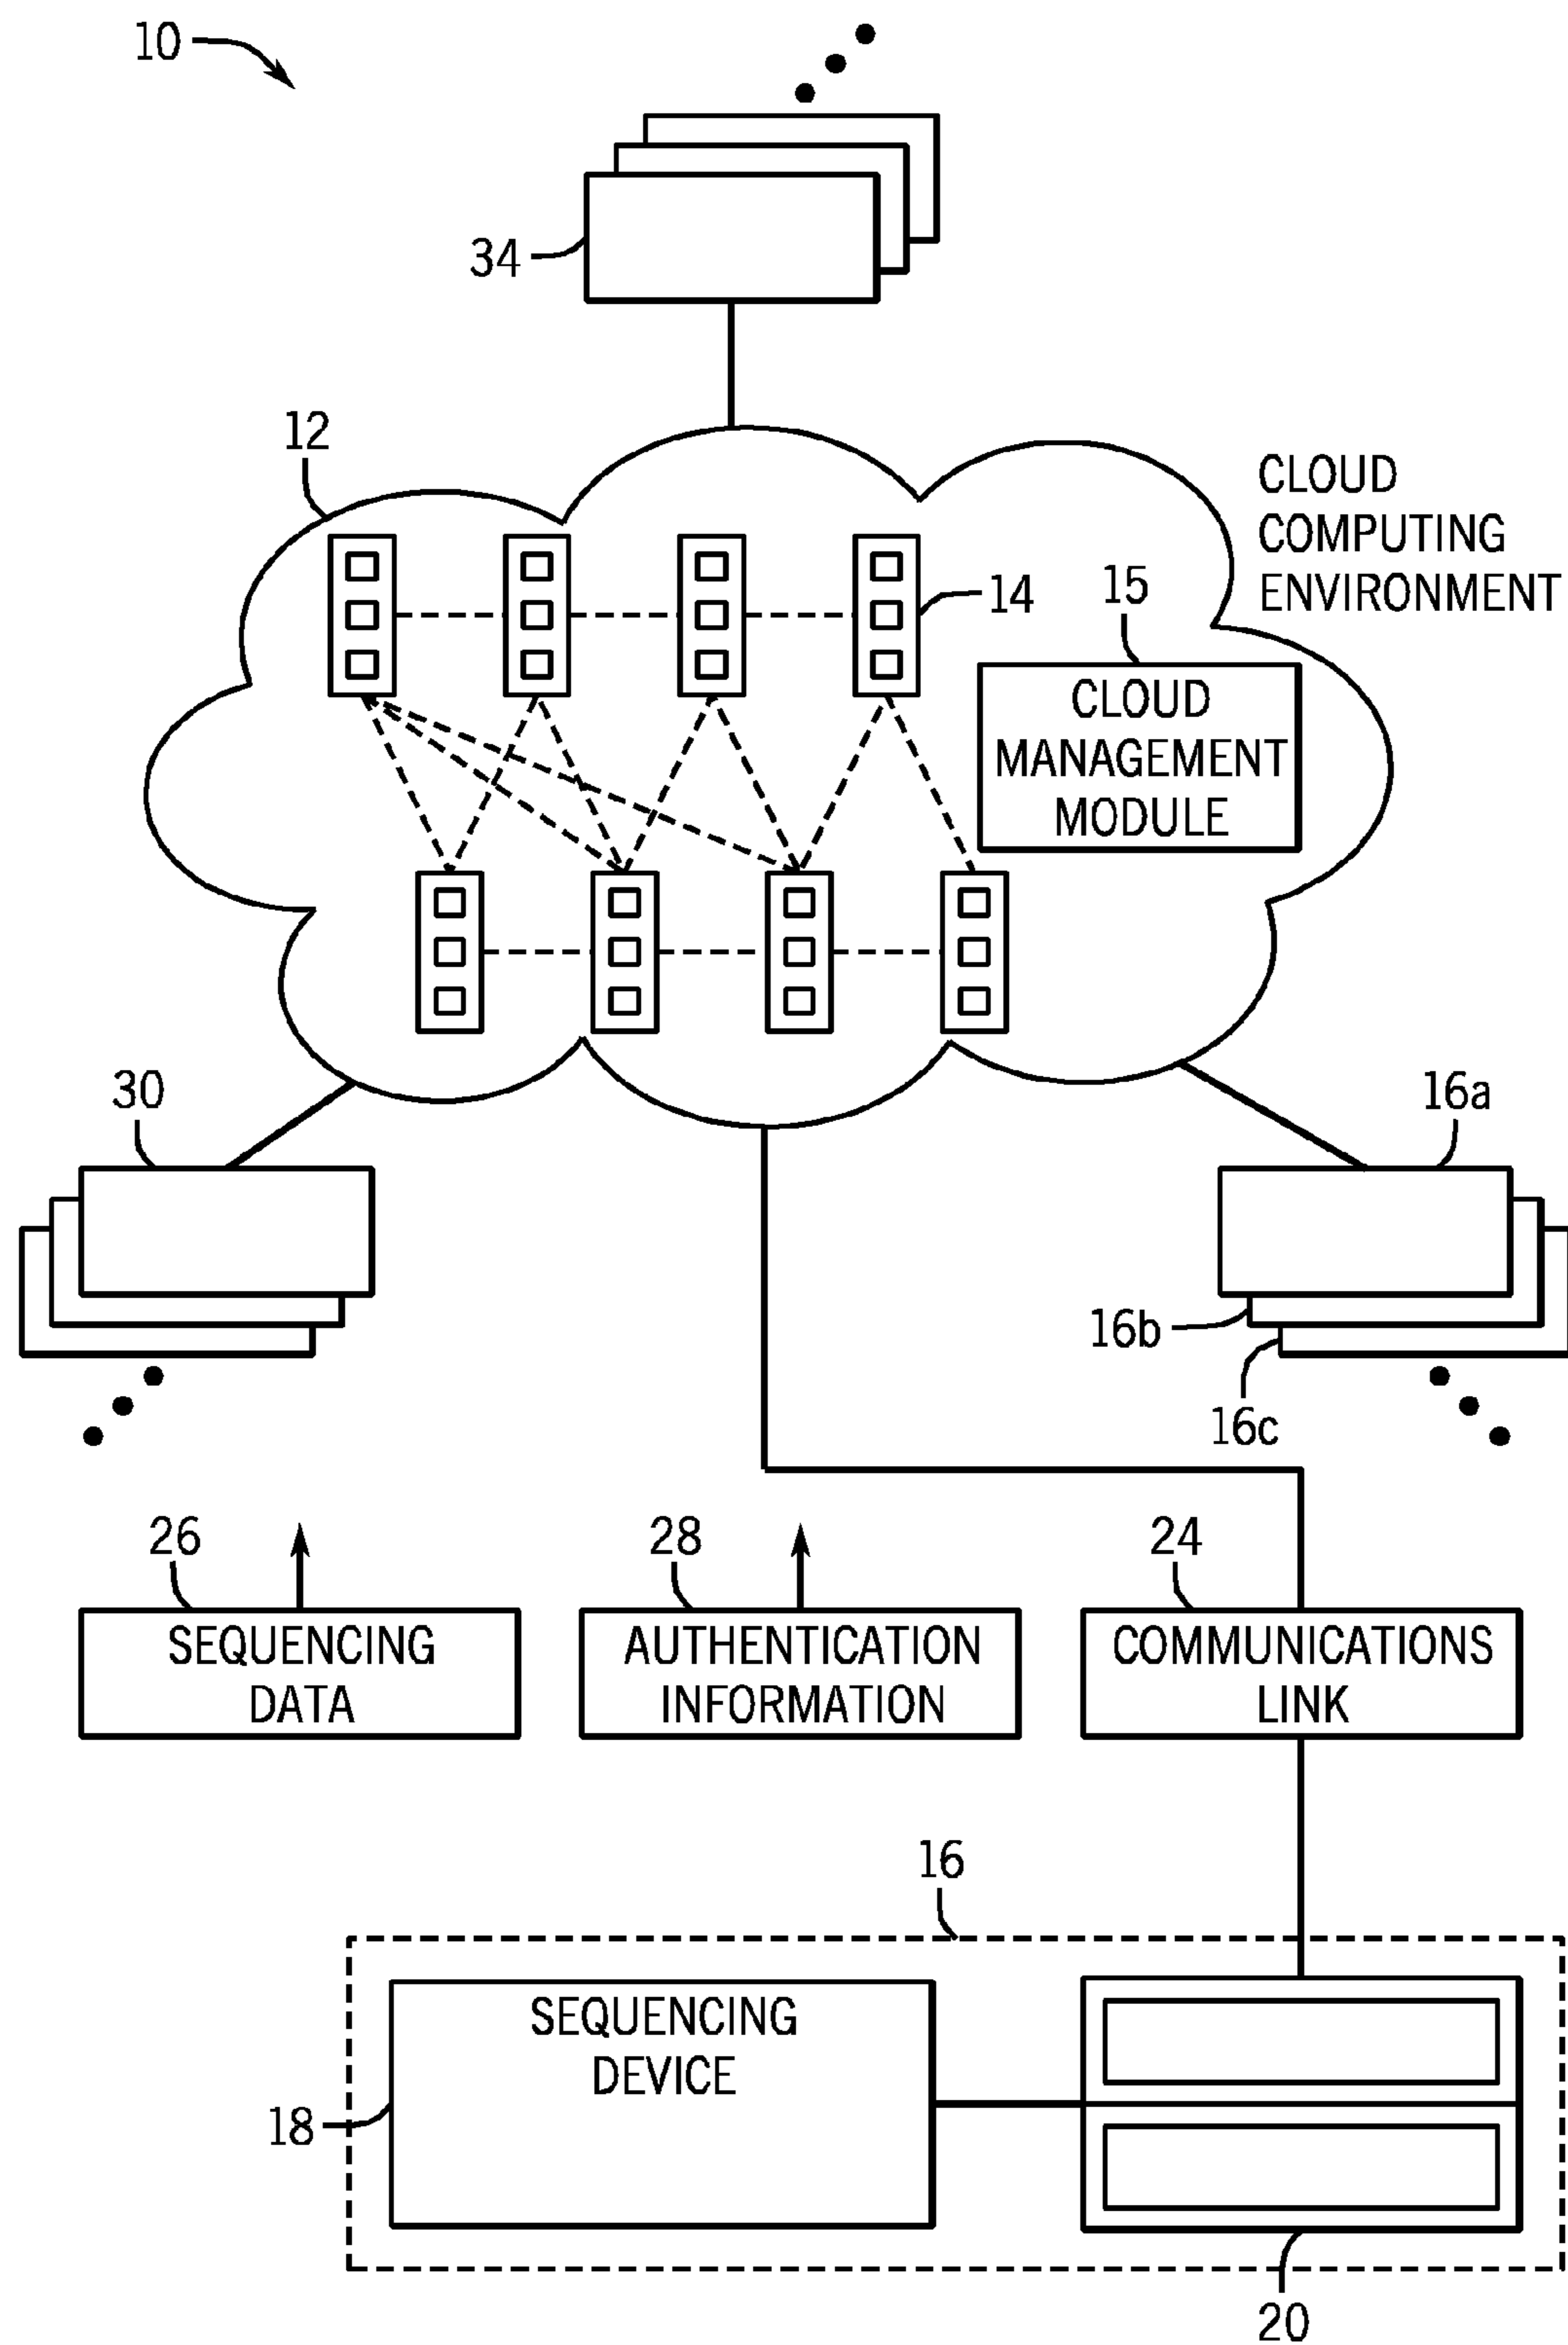 10
34
12
CLOUD
COMPUTING
ENVIRONMENT
14
15
CLOUD
MANAGEMENT
MODULE
30
16a
16b
16c
26
28
24
SEQUENCING
DATA
AUTHENTICATION
INFORMATION
COMMUNICATIONS
LINK
16
SEQUENCING
DEVICE
18
20